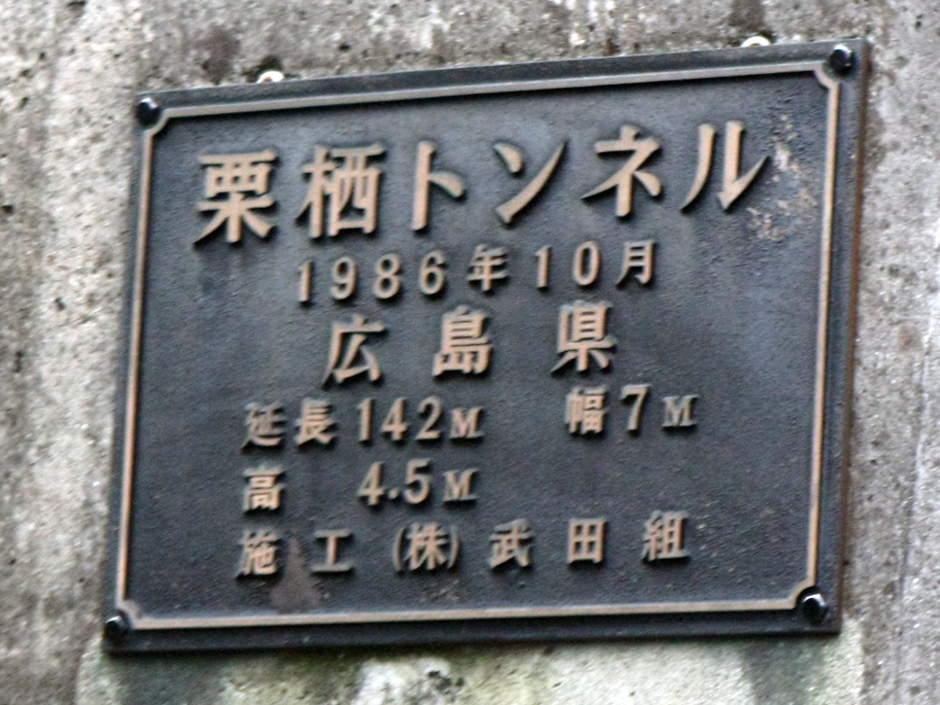 栗栖トンネル
1986年10月
広島県
延長142M 幅7M
高 4.5M
施工(株)武田組